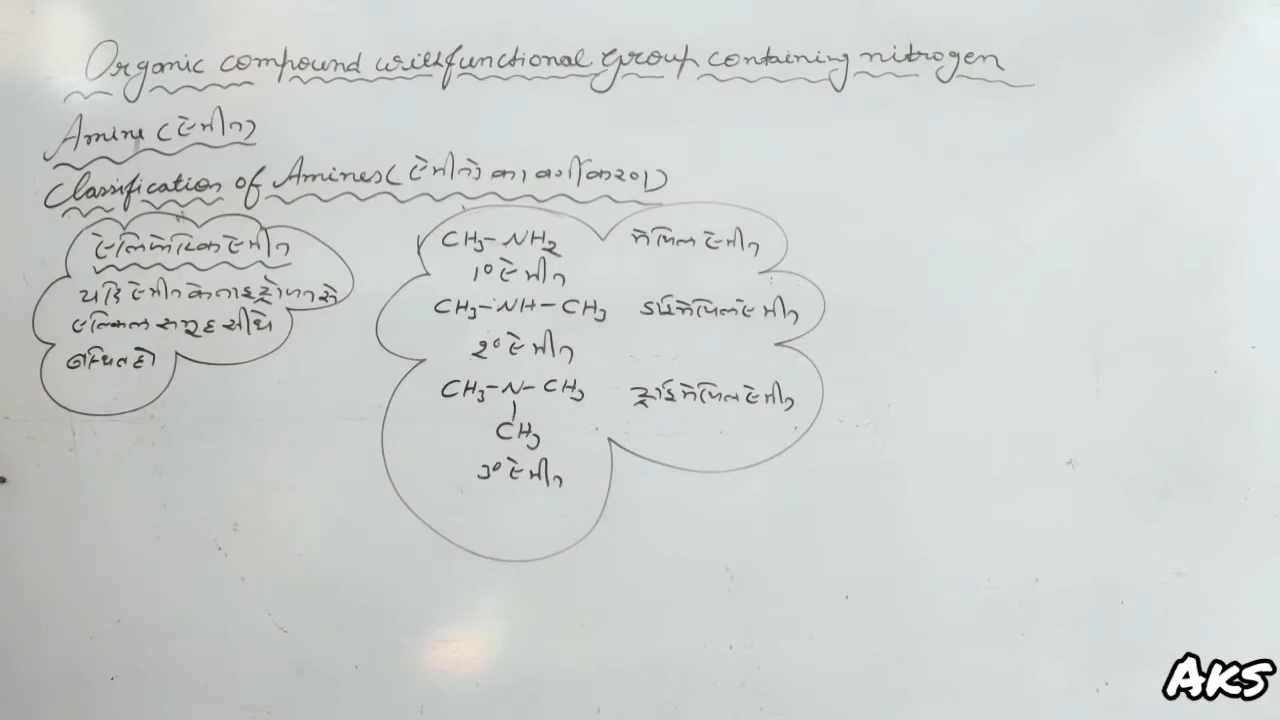 Organic compound with functional group containing nitrogen
Amine (ऐमीन)
Classification of Amines (ऐमीनो का वर्गीकरण)
ऐलिफेटिक ऐमीन
यदि ऐमीन के नाइट्रोजन से
एल्किल समूह सीधे
बन्धित हो
CH3-NH2 मेथिल ऐमीन
1° ऐमीन
CH3-NH-CH3 डाईमेथिल ऐमीन
2° ऐमीन
CH3-N-CH3 ट्राईमेथिल ऐमीन
CH3
3° ऐमीन
AKS